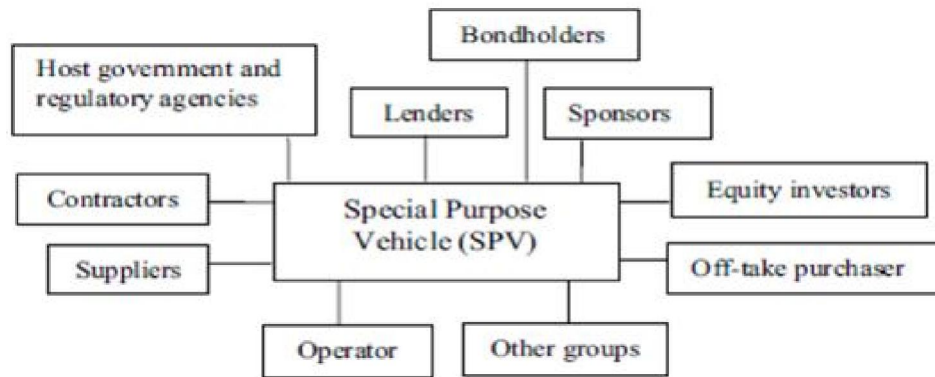 Bondholders
Host government and
regulatory agencies
Lenders
Sponsors
Contractors
Special Purpose
Vehicle (SPV)
Equity investors
Suppliers
Off-take purchaser
Operator
Other groups